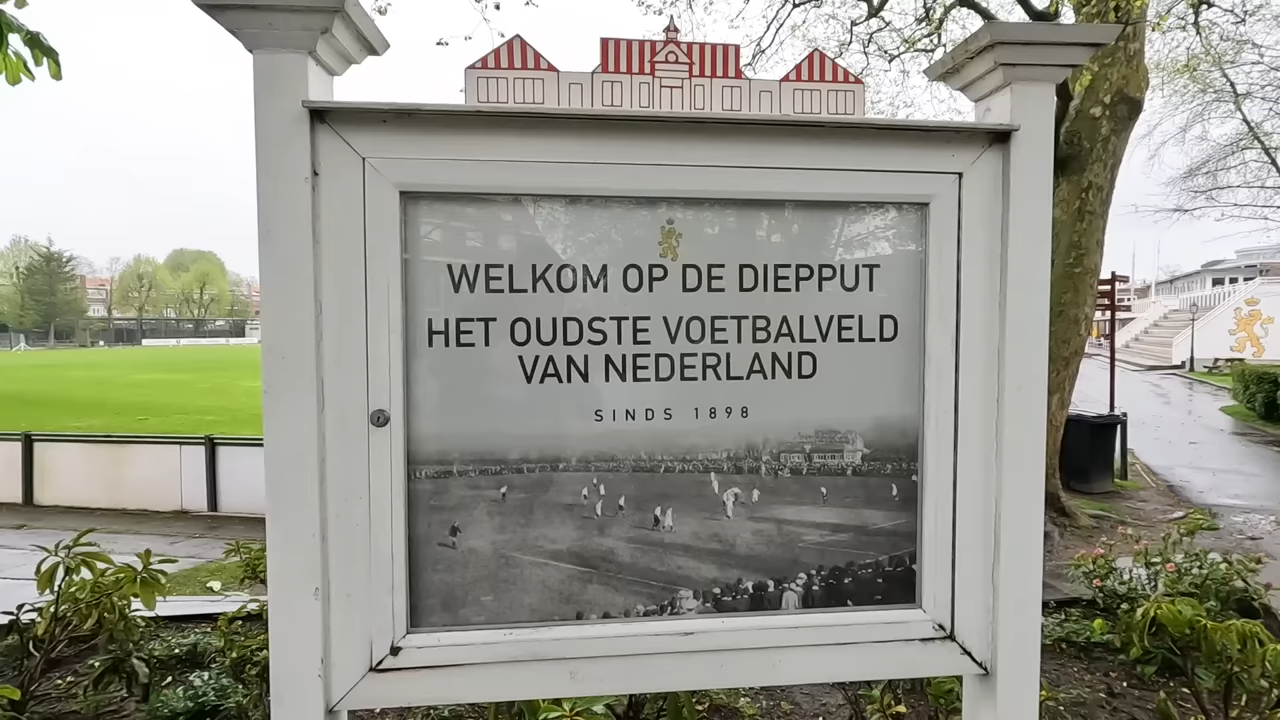 WELKOM OP DE DIEPPUT
HET OUDSTE VOETBALVELD
VAN NEDERLAND
SINDS 1898